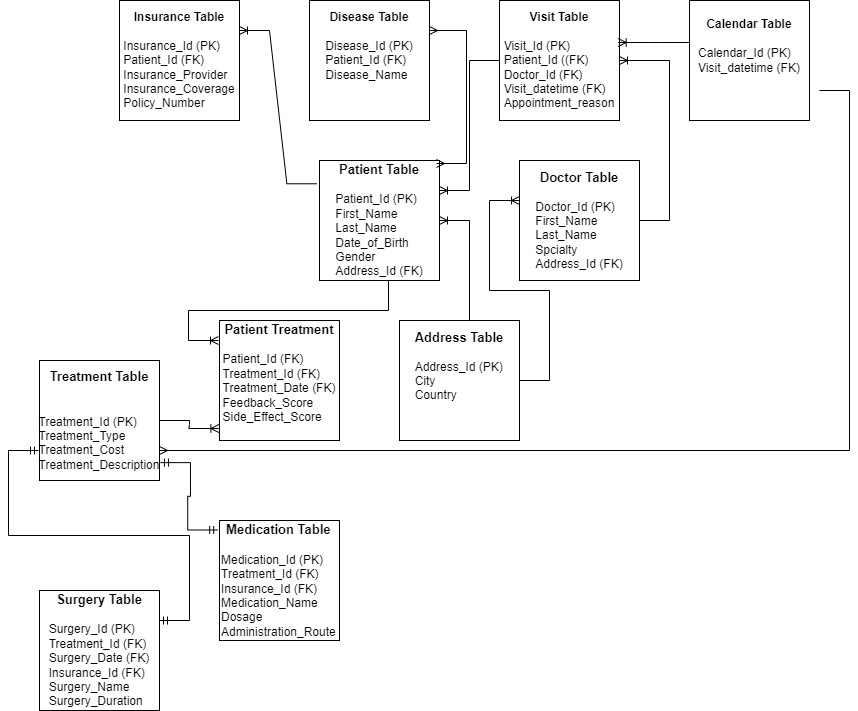 Insurance Table
Insurance_Id (PK)
Patient_Id (FK)
Insurance_Provider
Insurance_Coverage
Policy_Number
Disease Table
Disease_Id (PK)
Patient_Id (FK)
Disease_Name
Visit Table
Visit_Id (PK)
Patient_Id ((FK)
Doctor_Id (FK)
Visit_datetime (FK)
Appointment_reason
Calendar Table
Calendar_Id (PK)
Visit_datetime (FK)
Patient Table
Patient_Id (PK)
First_Name
Last_Name
Date_of_Birth
Gender
Address_Id (FK)
Doctor Table
Doctor_Id (PK)
First_Name
Last_Name
Spcialty
Address_Id (FK)
Patient Treatment
Patient_Id (FK)
Treatment_Id (FK)
Treatment_Date (FK)
Feedback_Score
Side_Effect_Score
Address Table
Address_Id (PK)
City
Country
Treatment Table
Treatment_Id (PK)
Treatment_Type
Treatment_Cost
Treatment_Description
Medication Table
Medication_Id (PK)
Treatment_Id (FK)
Insurance_Id (FK)
Medication_Name
Dosage
Administration_Route
Surgery Table
Surgery_Id (PK)
Treatment_Id (FK)
Surgery_Date (FK)
Insurance_Id (FK)
Surgery_Name
Surgery_Duration